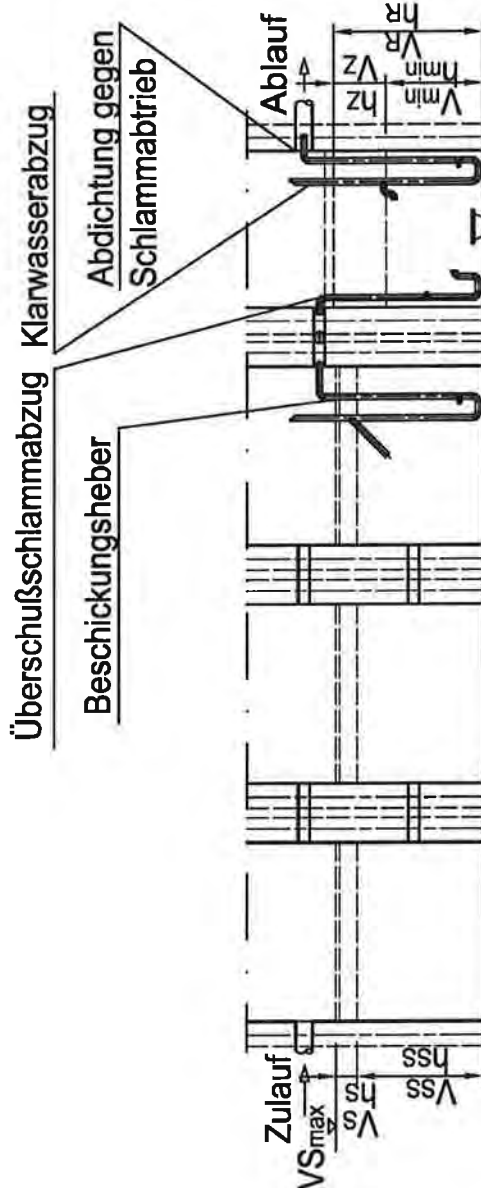 Überschußschlammabzug
Klarwasserabzug
Beschickungsheber
Abdichtung gegen
Schlammabtrieb
Zulauf
Ablauf
VSmax
Vs
hs
Vss
hss
Vz
hz
VR
hR
Vmin
hmin